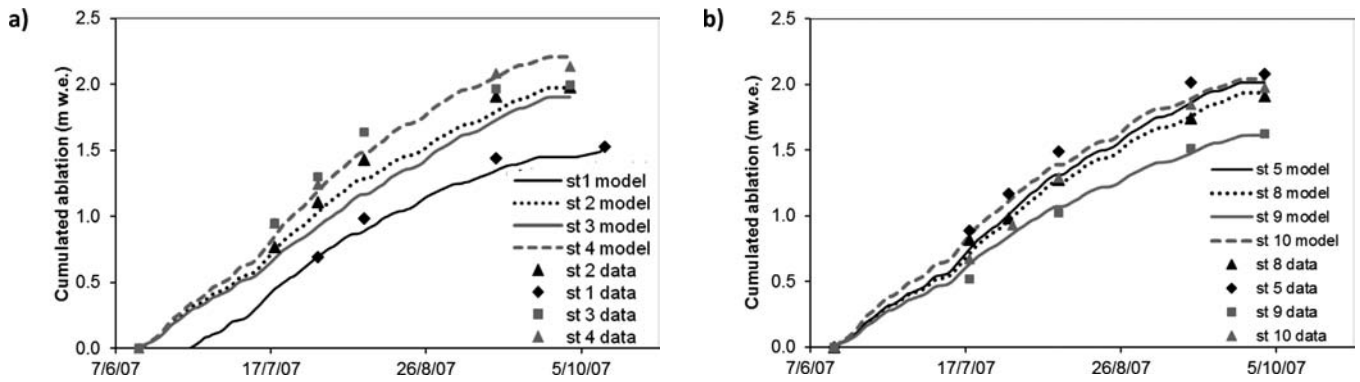 a)
Cumulated ablation (m w.e.)
2.5
2.0
1.5
1.0
0.5
0.0
7/6/07
17/7/07
26/8/07
5/10/07
st1 model
st 2 model
st 3 model
st 4 model
st 2 data
st 1 data
st 3 data
st 4 data
b)
Cumulated ablation (m w.e.)
2.5
2.0
1.5
1.0
0.5
0.0
7/6/07
17/7/07
26/8/07
5/10/07
st 5 model
st 8 model
st 9 model
st 10 model
st 8 data
st 5 data
st 9 data
st 10 data